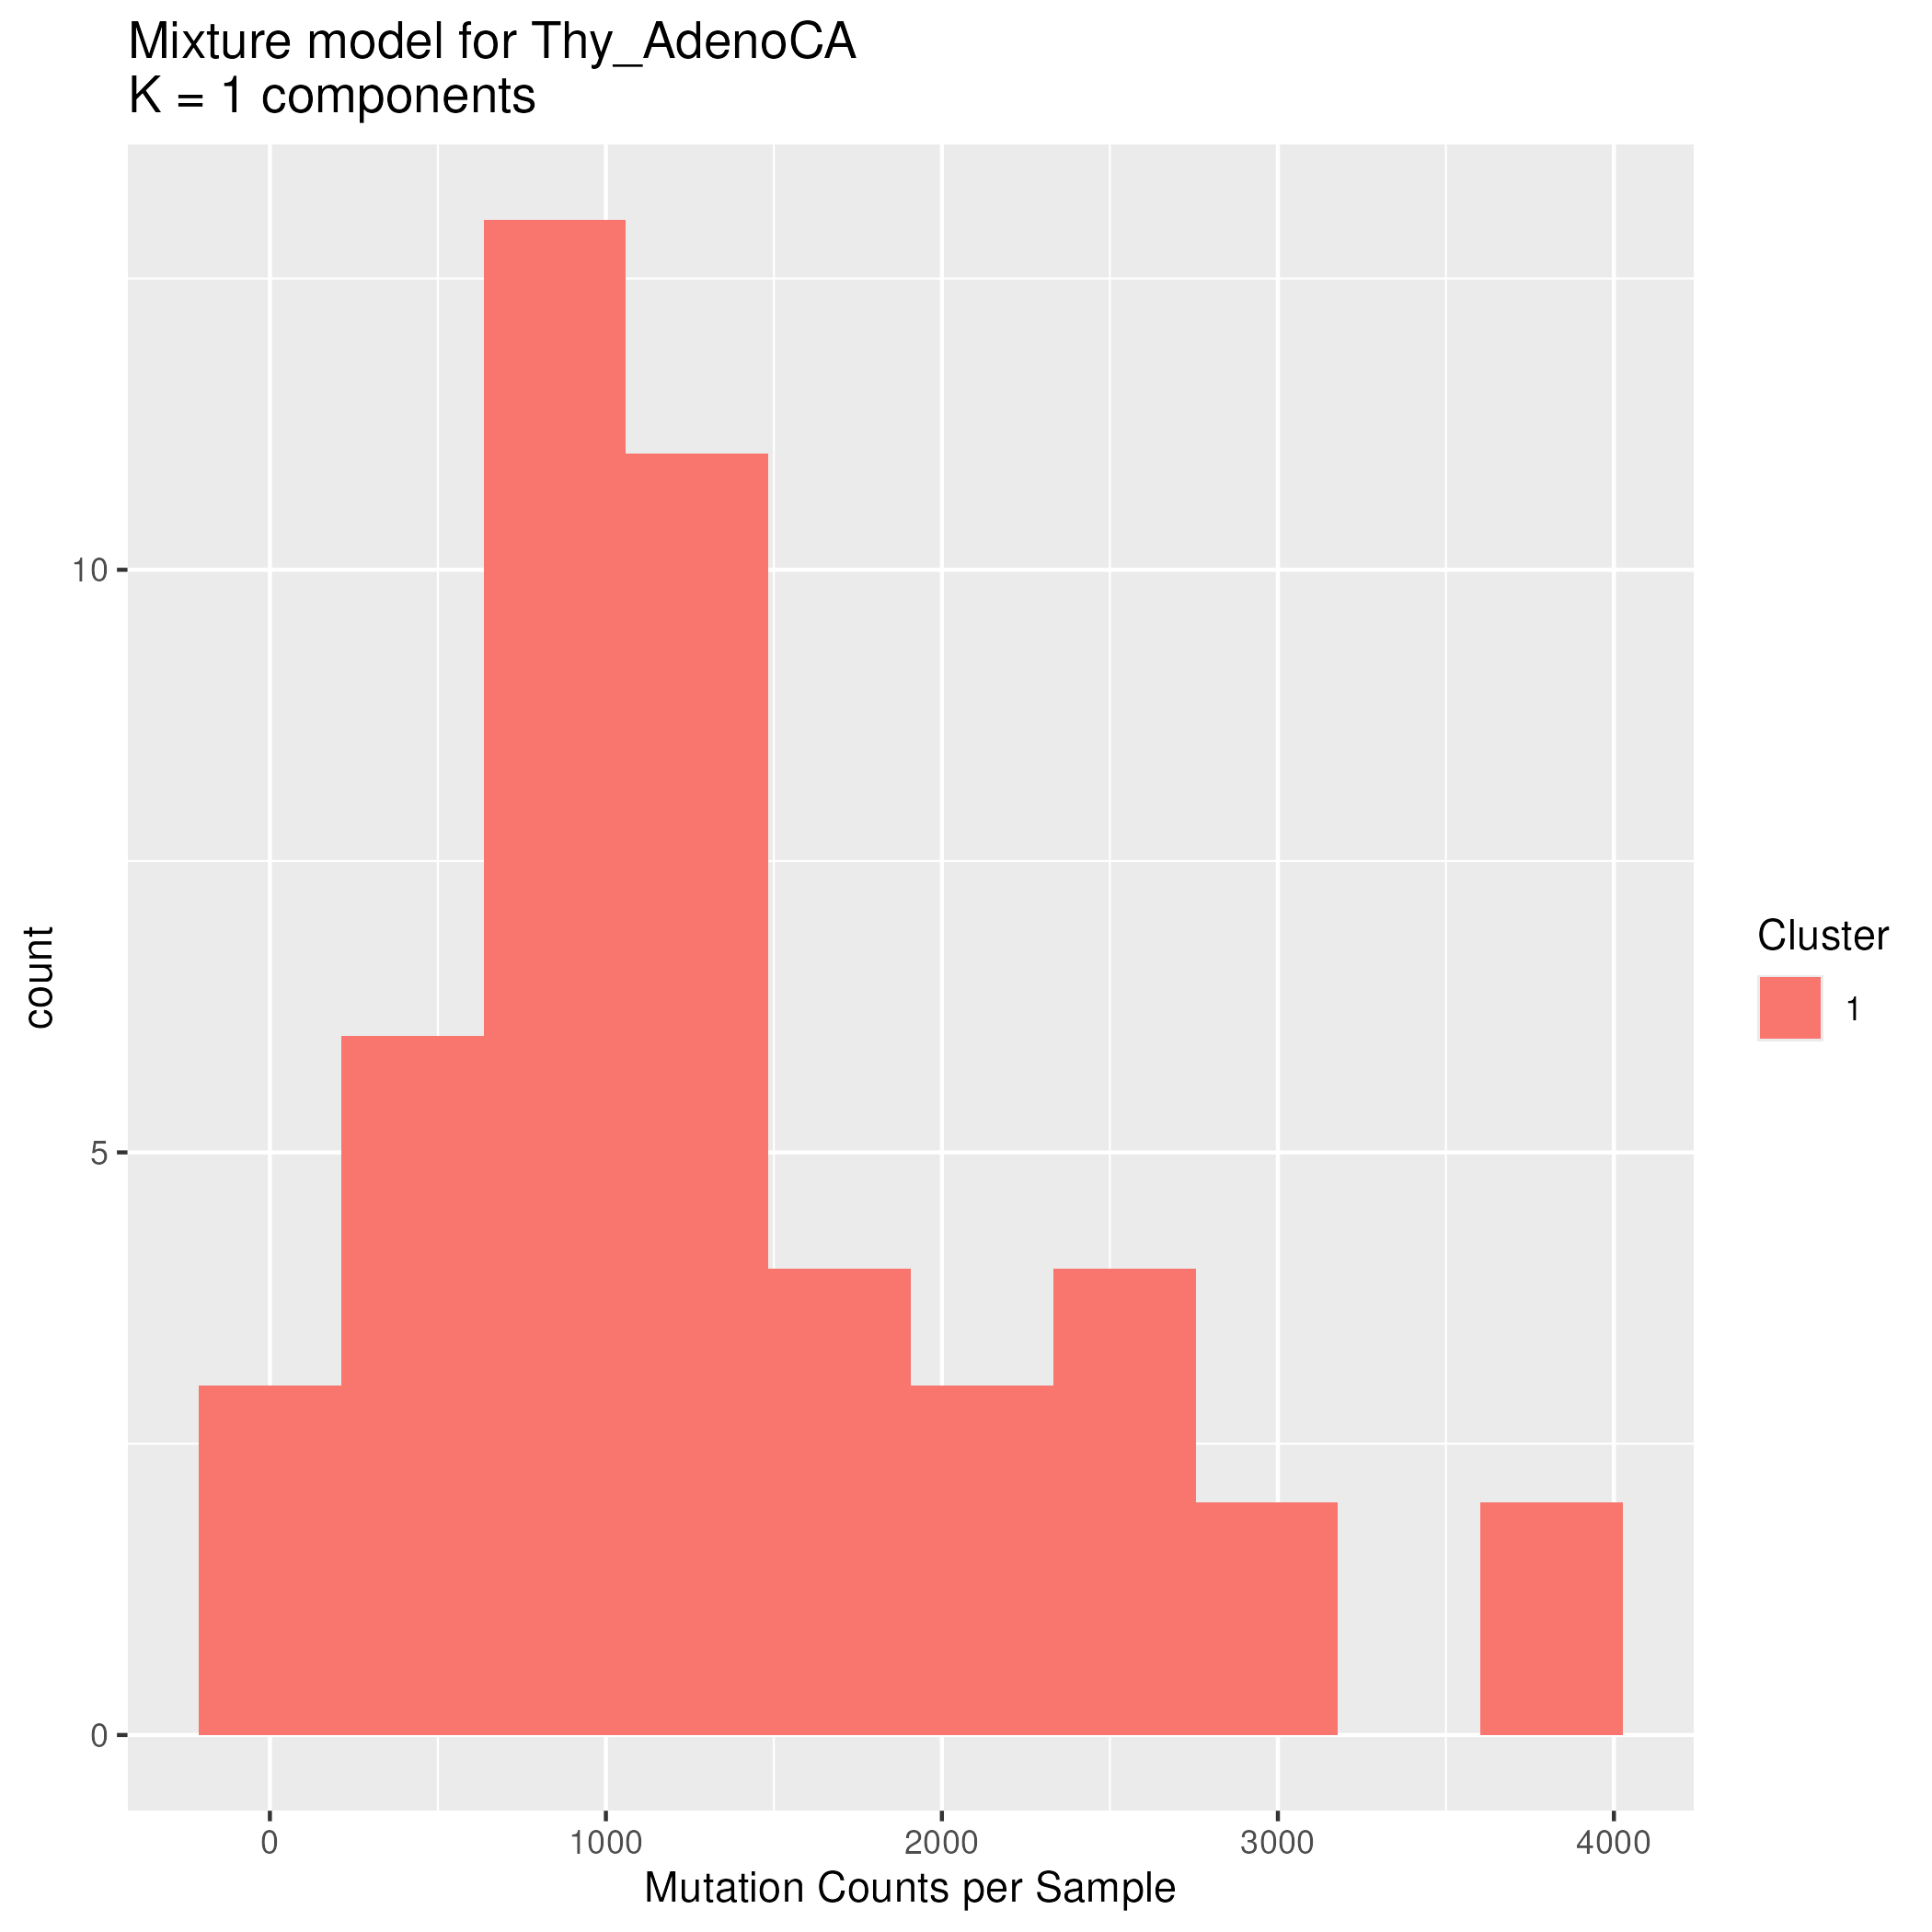 Mixture model for Thy_AdenoCA
K = 1 components
10
5
0
count
0 1000 2000 3000 4000
Mutation Counts per Sample
Cluster
1